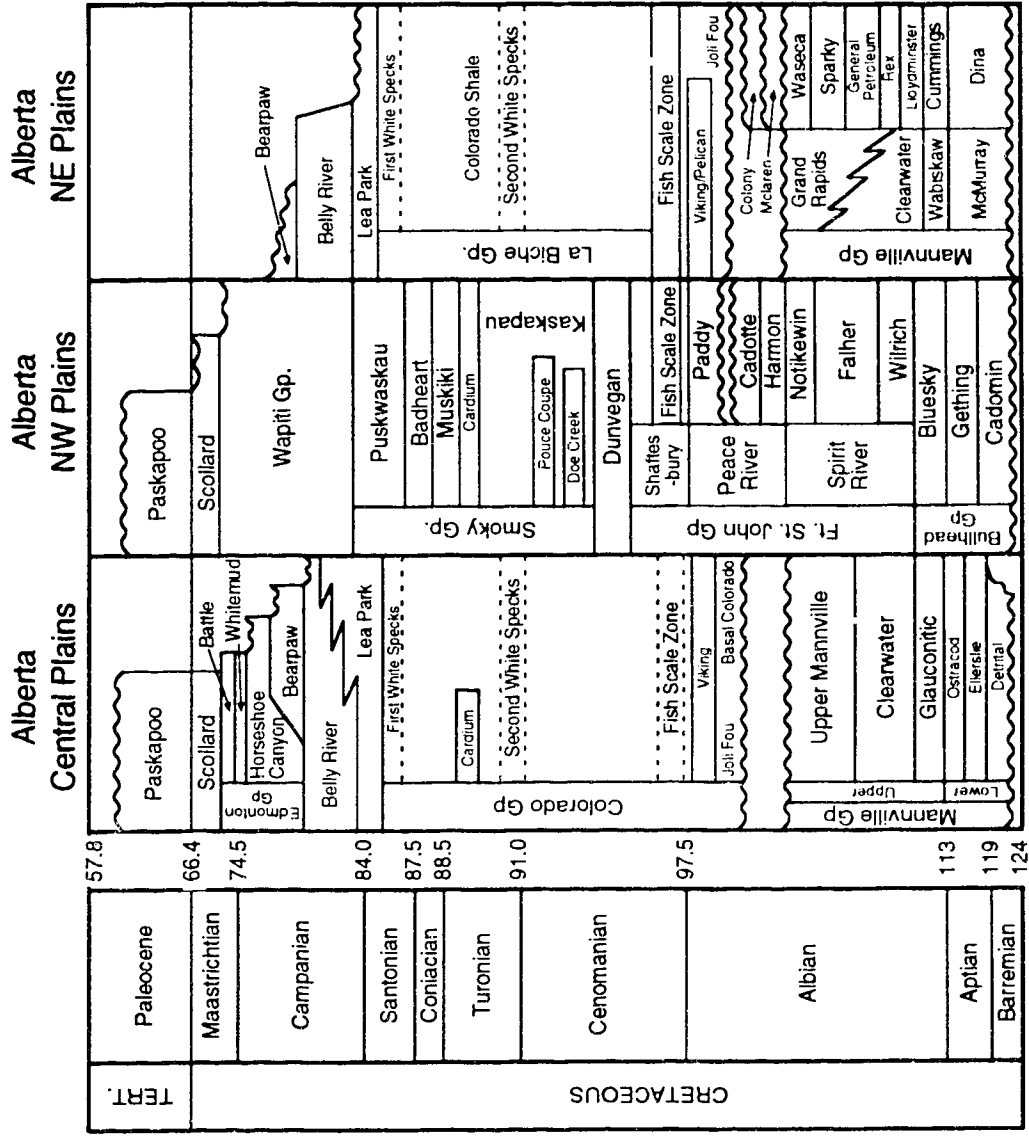 Alberta
Central Plains
Alberta
NW Plains
Alberta
NE Plains
TERT.
CRETACEOUS
Paleocene
Maastrichtian
Campanian
Santonian
Coniacian
Turonian
Cenomanian
Albian
Aptian
Barremian
57.8
66.4
74.5
84.0
87.5
88.5
91.0
97.5
113
119
124
Paskapoo
Scollard
Battle
Whitemud
Edmonton
Gp
Horseshoe
Canyon
Bearpaw
Belly River
Lea Park
Colorado Gp
First White Specks
Cardium
Second White Specks
Fish Scale Zone
Viking
Joli Fou
Basal Colorado
Mannville Gp
Upper
Lower
Upper Mannville
Clearwater
Glauconitic
Ostracod
Ellerslie
Detrital
Paskapoo
Scollard
Wapiti Gp.
Smoky Gp.
Puskwaskau
Badheart
Muskiki
Cardium
Kaskapau
Pouce Coupe
Doe Creek
Dunvegan
Ft. St. John Gp
Shaftes
-bury
Fish Scale Zone
Peace
River
Paddy
Cadotte
Harmon
Spirit
River
Notikewin
Falher
Wilrich
Bullhead
Gp
Bluesky
Gething
Cadomin
Bearpaw
Belly River
Lea Park
La Biche Gp.
First White Specks
Colorado Shale
Second White Specks
Fish Scale Zone
Viking/Pelican
Joli Fou
Colony
Mclaren
Mannville Gp
Grand
Rapids
Clearwater
Wabiskaw
McMurray
Waseca
Sparky
General
Petroleum
Rex
Lloydminster
Cummings
Dina